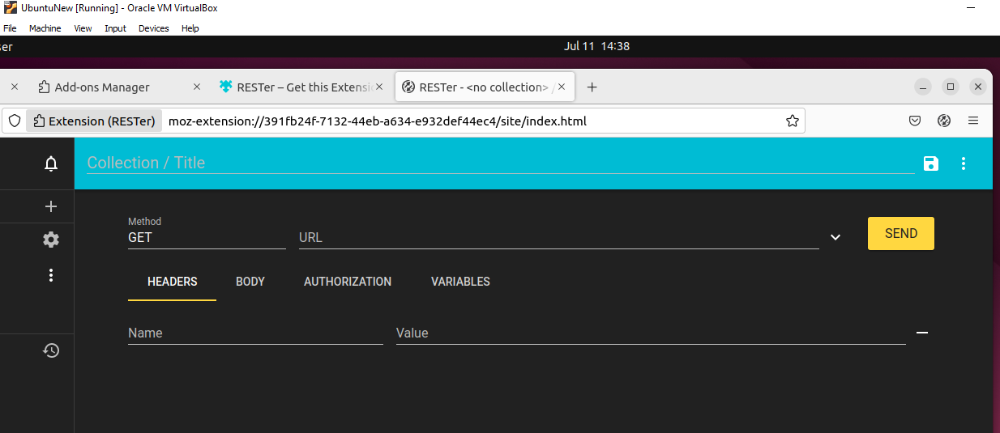 UbuntuNew [Running] - Oracle VM VirtualBox
File Machine View Input Devices Help
ser Jul 11 14:38
Add-ons Manager RESTer – Get this Extensi RESTer - <no collection> /
Extension (RESTer) moz-extension://391fb24f-7132-44eb-a634-e932def44ec4/site/index.html
Collection / Title
Method
GET URL SEND
HEADERS BODY AUTHORIZATION VARIABLES
Name Value